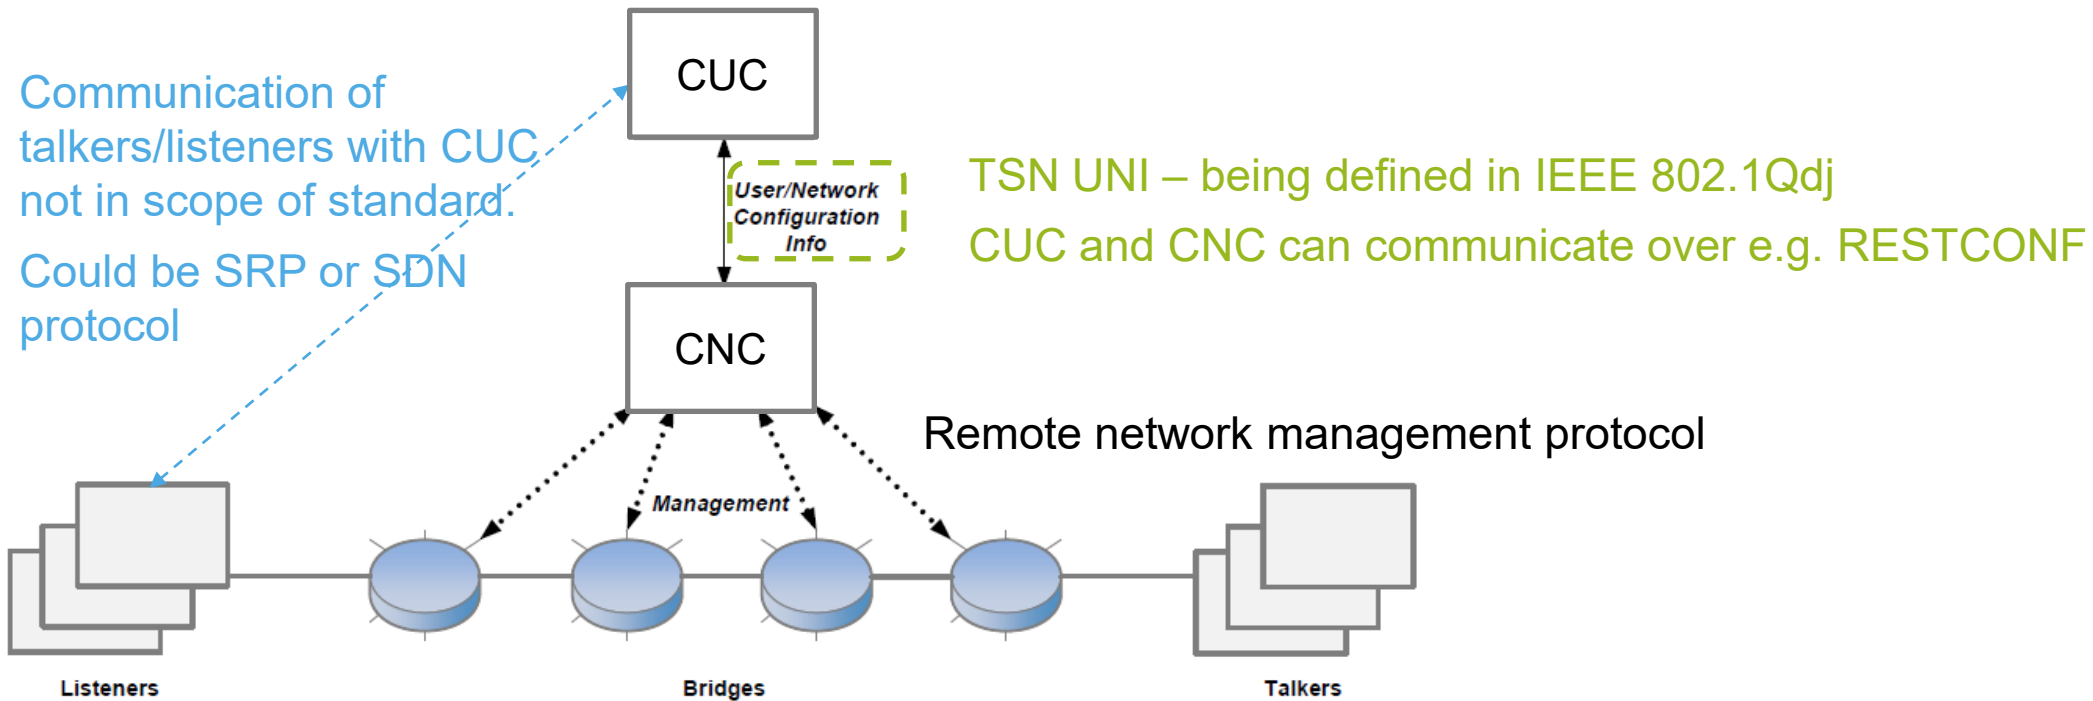 CUC
Communication of
talkers/listeners with CUC
not in scope of standard.
Could be SRP or SDN
protocol
User/Network
Configuration
Info
TSN UNI – being defined in IEEE 802.1Qdj
CUC and CNC can communicate over e.g. RESTCONF
CNC
Remote network management protocol
Management
Listeners
Bridges
Talkers